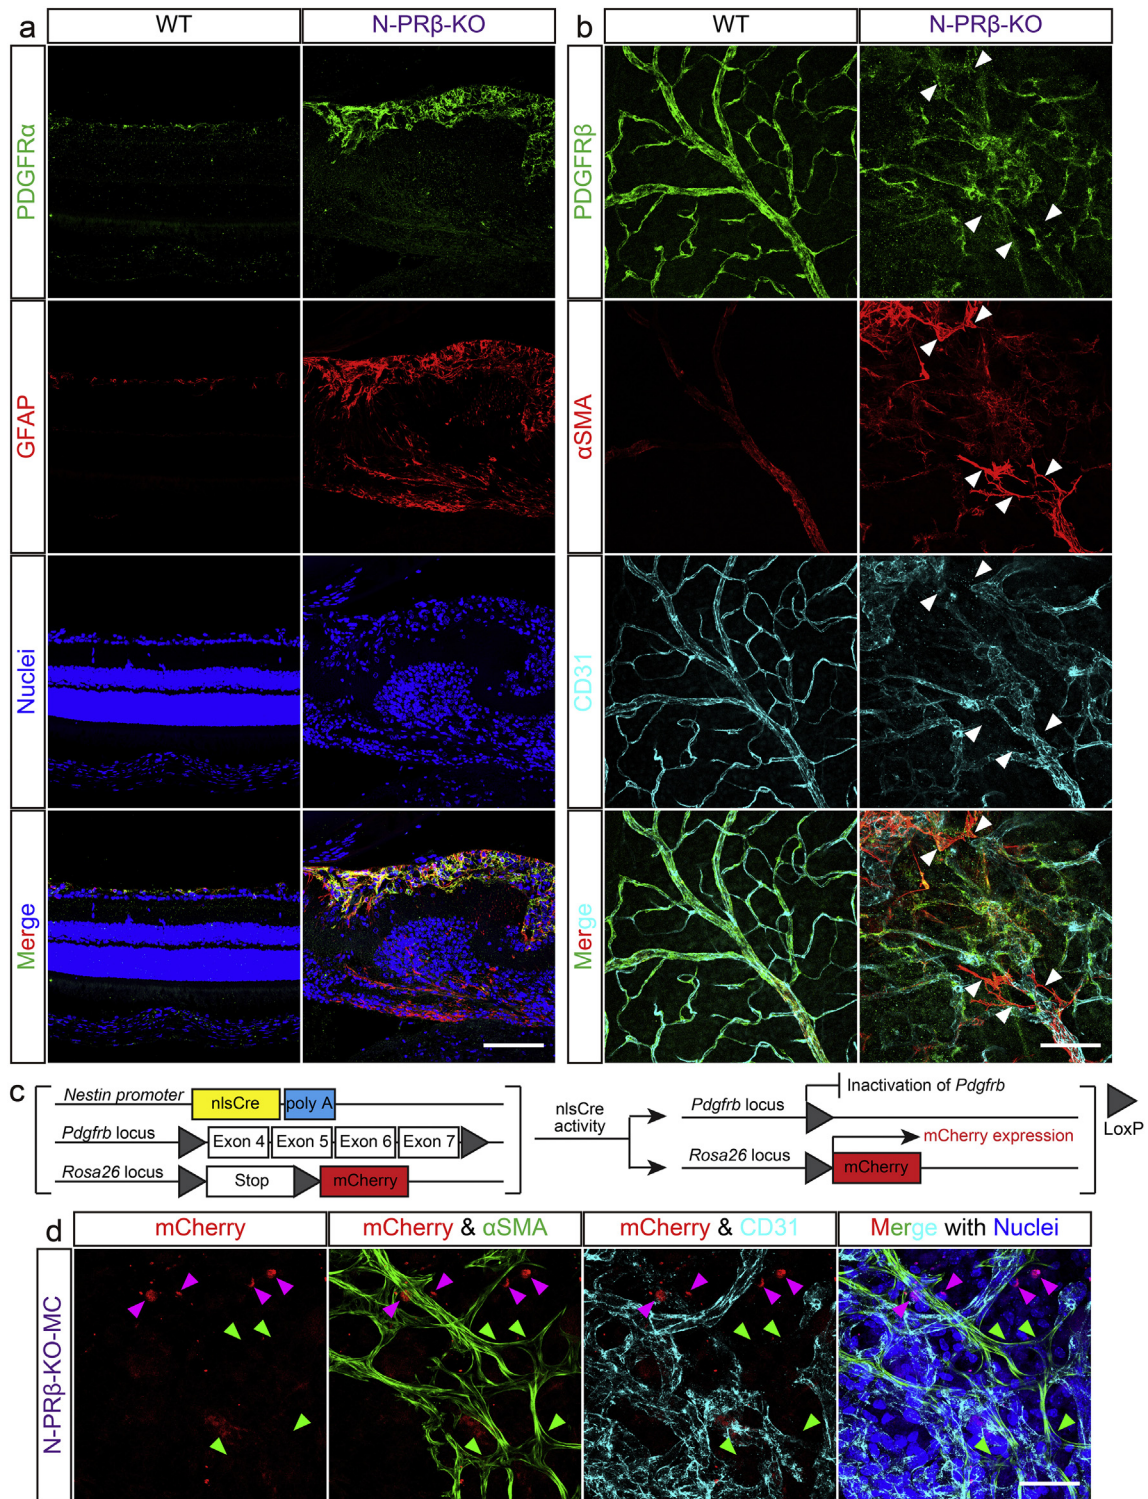 a
WT
N-PRβ-KO
PDGFRα
GFAP
Nuclei
Merge
b
WT
N-PRβ-KO
PDGFRβ
αSMA
CD31
Merge
c
Nestin promoter
nlsCre
poly A
Pdgfrb locus
Exon 4
Exon 5
Exon 6
Exon 7
Rosa26 locus
Stop
mCherry
nlsCre
activity
Inactivation of Pdgfrb
Pdgfrb locus
mCherry expression
Rosa26 locus
mCherry
LoxP
d
mCherry
mCherry & αSMA
mCherry & CD31
Merge with Nuclei
N-PRβ-KO-MC